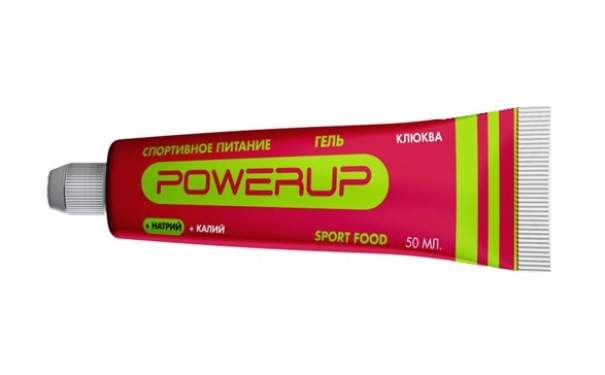 СПОРТИВНОЕ ПИТАНИЕ ГЕЛЬ КЛЮКВА
POWERUP
+ НАТРИЙ + КАЛИЙ SPORT FOOD 50 МЛ.